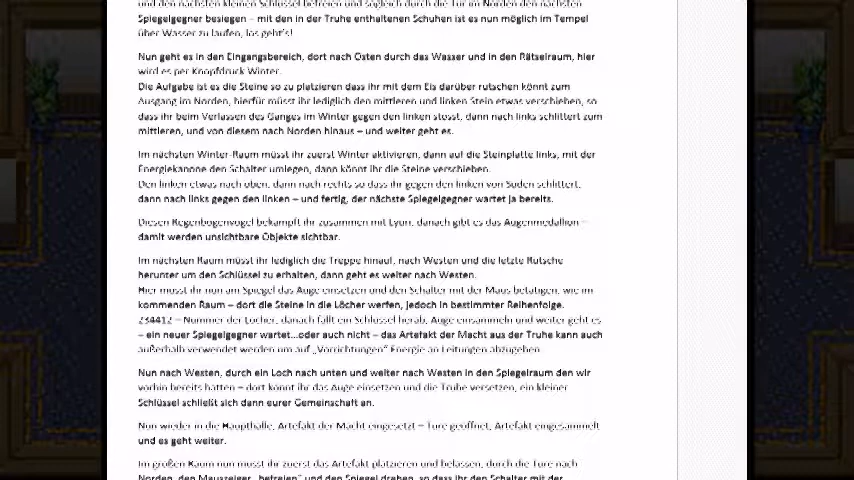 und den nächsten kleinen Schlüssel befreien und sogleich durch die Tür im Norden den nächsten
Spiegelgegner besiegen – mit den in der Truhe enthaltenen Schuhen ist es nun möglich im Tempel
über Wasser zu laufen, los geht's!
Nun geht es in den Eingangsbereich, dort nach Osten durch das Wasser und in den Rätselraum, hier
wird es per Knopfdruck Winter.
Die Aufgabe ist es die Steine so zu platzieren dass ihr mit dem Eis darüber rutschen könnt zum
Ausgang im Norden, hierfür müsst ihr lediglich den mittleren und linken Stein etwas verschieben, so
dass ihr beim Verlassen des Ganges im Winter gegen den linken stosst, dann nach links schlittert zum
mittleren, und von diesem nach Norden hinaus – und weiter geht es.
Im nächsten Winter-Raum müsst ihr zuerst Winter aktivieren, dann auf die Steinplatte links, mit der
Energiekanone den Schalter umlegen, dann könnt ihr die Steine verschieben.
Den linken etwas nach oben, dann nach rechts so dass ihr gegen den linken von Süden schlittert,
dann nach links gegen den linken – und fertig, der nächste Spiegelgegner wartet ja bereits.
Diesen Regenbogenvogel bekämpft ihr zusammen mit Lyun, danach gibt es das Augenmedallion –
damit werden unsichtbare Objekte sichtbar.
Im nächsten Raum müsst ihr lediglich die Treppe hinauf, nach Westen und die letzte Rutsche
herunter um den Schlüssel zu erhalten, dann geht es weiter nach Westen.
Hier müsst ihr nun am Spiegel das Auge einsetzen und den Schalter mit der Maus betätigen, wie im
kommenden Raum – dort die Steine in die Löcher werfen, jedoch in bestimmter Reihenfolge.
234412 – Nummer der Löcher, danach fällt ein Schlüssel herab, Auge einsammeln und weiter geht es
– ein neuer Spiegelgegner wartet...oder auch nicht – das Artefakt der Macht aus der Truhe kann auch
außerhalb verwendet werden um auf „Vorrichtungen“ Energie an Leitungen abzugeben.
Nun nach Westen, durch ein Loch nach unten und weiter nach Westen in den Spiegelraum den wir
vorhin bereits hatten – dort könnt ihr das Auge einsetzen und die Truhe versetzen, ein kleiner
Schlüssel schließt sich dann eurer Gemeinschaft an.
Nun wieder in die Haupthalle, Artefakt der Macht eingesetzt – Türe geöffnet, Artefakt eingesammelt
und es geht weiter.
Im großen Raum nun müsst ihr zuerst das Artefakt platzieren und belassen, durch die Türe nach
Norden, den Mauszeiger „befreien“ und den Spiegel drehen, so dass ihr den Schalter mit der